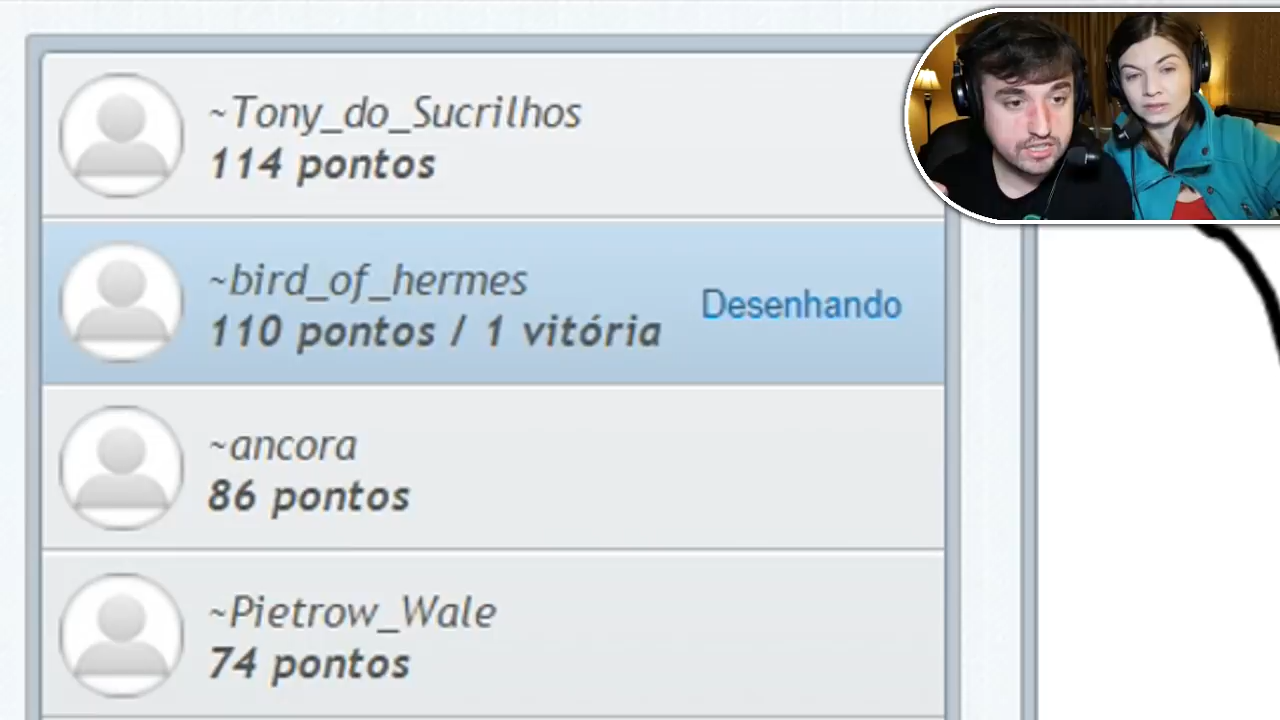 ~Tony_do_Sucrilhos
114 pontos
~bird_of_hermes
110 pontos / 1 vitória
Desenhando
~ancora
86 pontos
~Pietrow_Wale
74 pontos